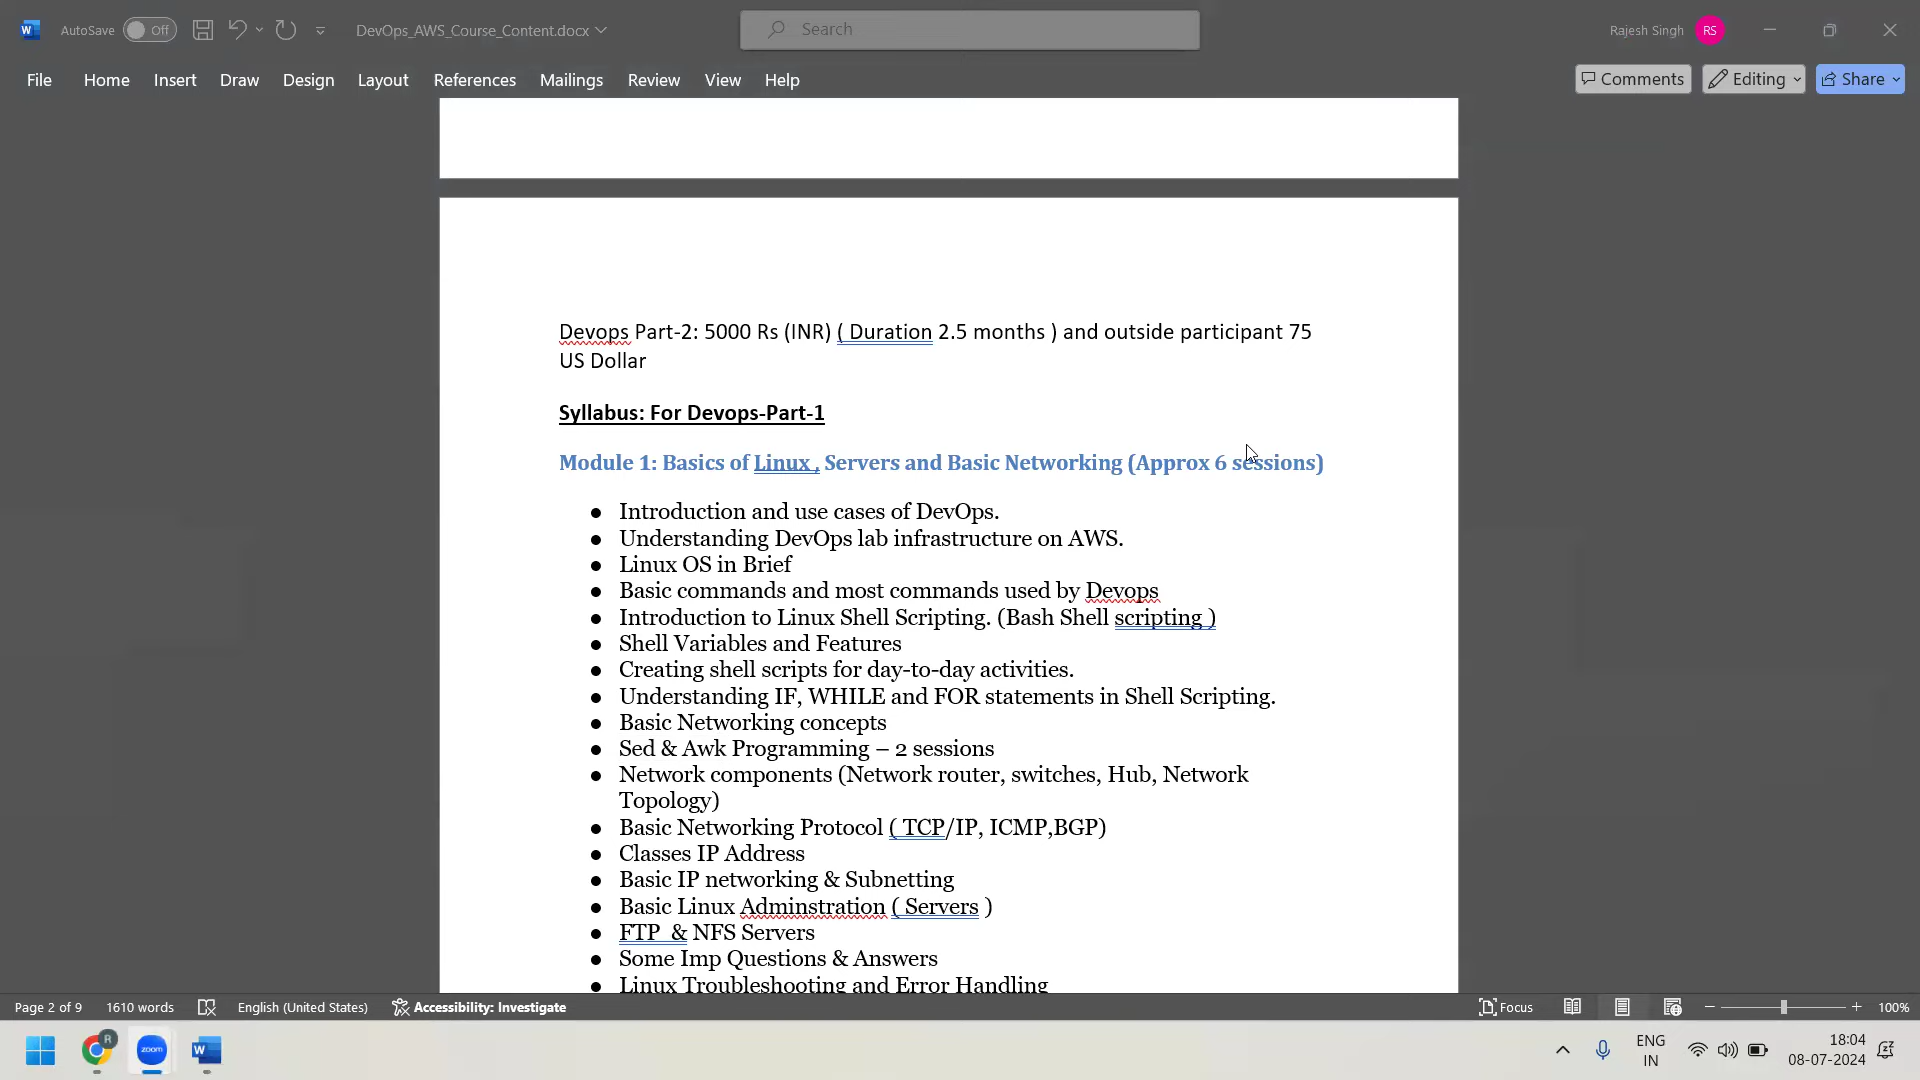 AutoSave Off DevOps_AWS_Course_Content.docx Search Rajesh Singh RS
File Home Insert Draw Design Layout References Mailings Review View Help Comments Editing Share
Devops Part-2: 5000 Rs (INR) ( Duration 2.5 months ) and outside participant 75
US Dollar
Syllabus: For Devops-Part-1
Module 1: Basics of Linux , Servers and Basic Networking (Approx 6 sessions)
● Introduction and use cases of DevOps.
● Understanding DevOps lab infrastructure on AWS.
● Linux OS in Brief
● Basic commands and most commands used by Devops
● Introduction to Linux Shell Scripting. (Bash Shell scripting )
● Shell Variables and Features
● Creating shell scripts for day-to-day activities.
● Understanding IF, WHILE and FOR statements in Shell Scripting.
● Basic Networking concepts
● Sed & Awk Programming – 2 sessions
● Network components (Network router, switches, Hub, Network
Topology)
● Basic Networking Protocol ( TCP/IP, ICMP,BGP)
● Classes IP Address
● Basic IP networking & Subnetting
● Basic Linux Adminstration ( Servers )
● FTP & NFS Servers
● Some Imp Questions & Answers
● Linux Troubleshooting and Error Handling
Page 2 of 9 1610 words English (United States) Accessibility: Investigate Focus 100%
R zoom W ENG 18:04
IN 08-07-2024